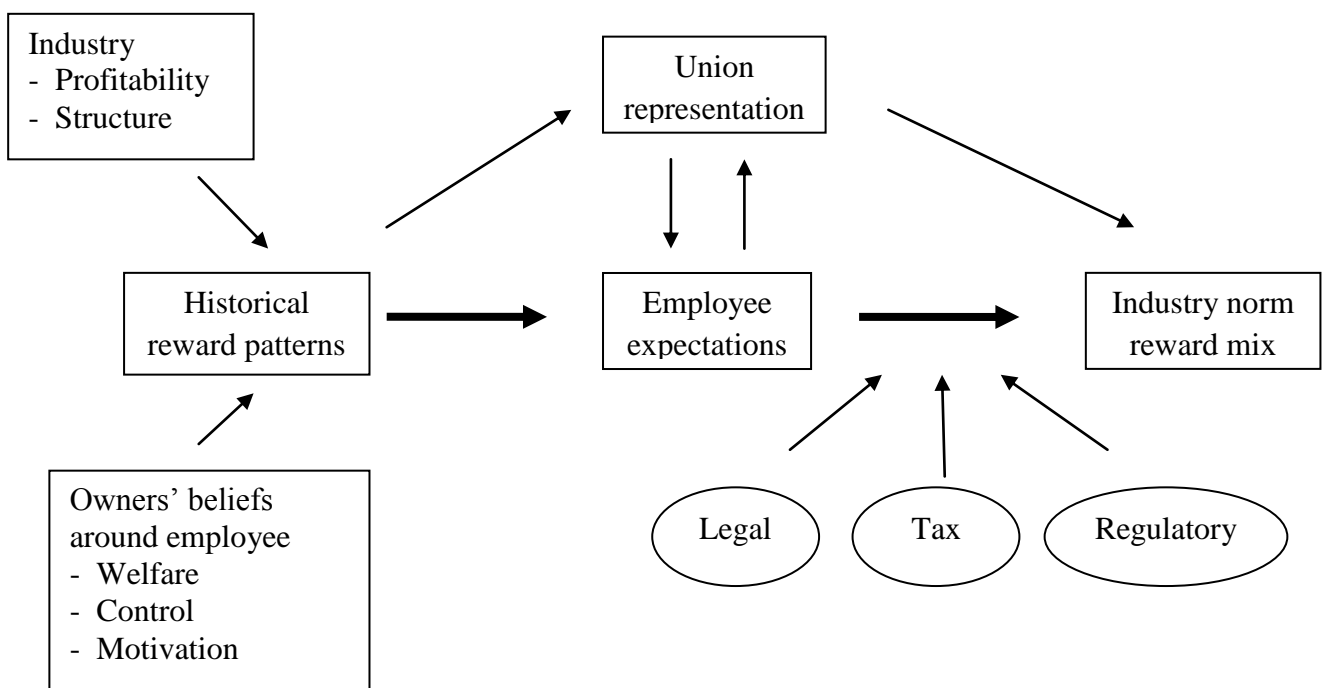 Industry
- Profitability
- Structure
Union
representation
Historical
reward patterns
Employee
expectations
Industry norm
reward mix
Owners’ beliefs
around employee
- Welfare
- Control
- Motivation
Legal
Tax
Regulatory